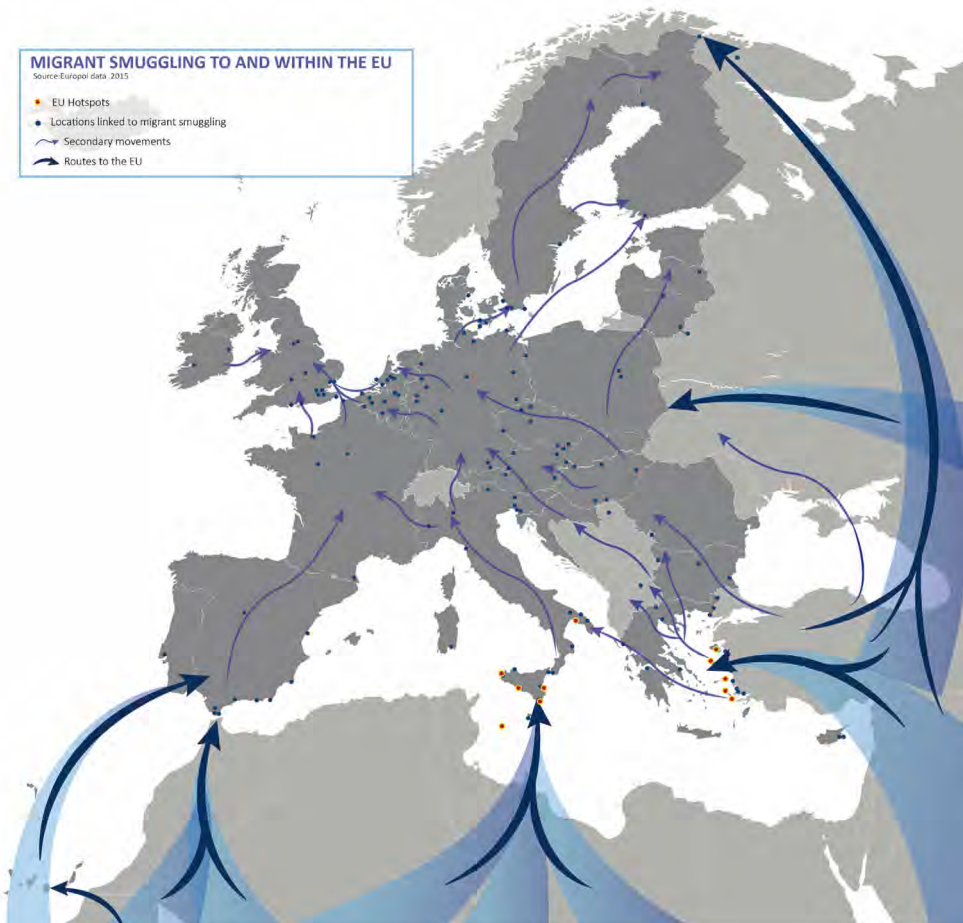 MIGRANT SMUGGLING TO AND WITHIN THE EU
Source:Europol data 2015
EU Hotspots
Locations linked to migrant smuggling
Secondary movements
Routes to the EU